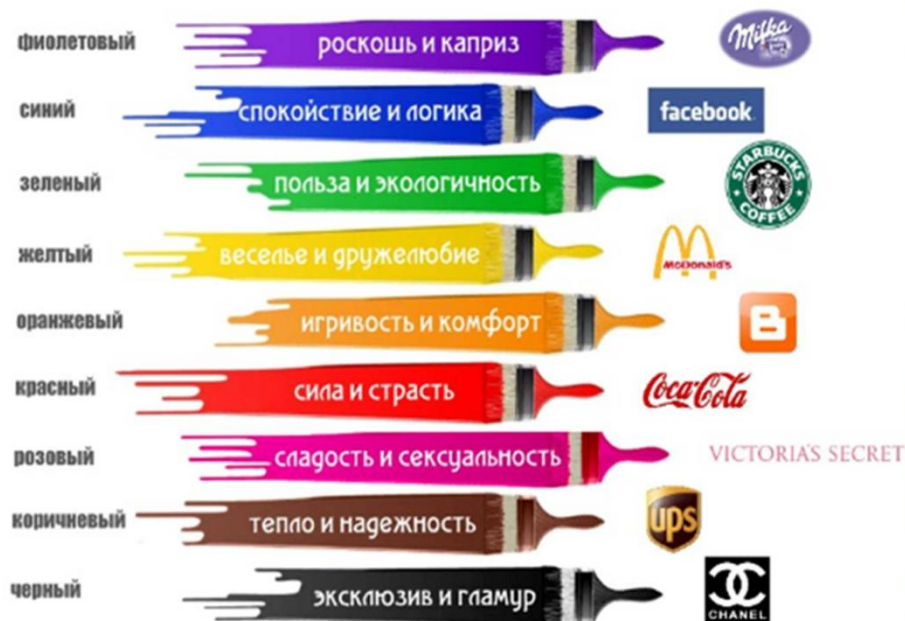 фиолетовый роскошь и каприз Milka
синий спокойствие и логика facebook
зеленый польза и экологичность STARBUCKS COFFEE
желтый веселье и дружелюбие McDonald's
оранжевый игривость и комфорт B
красный сила и страсть Coca-Cola
розовый сладость и сексуальность VICTORIA'S SECRET
коричневый тепло и надежность ups
черный эксклюзив и гламур CHANEL